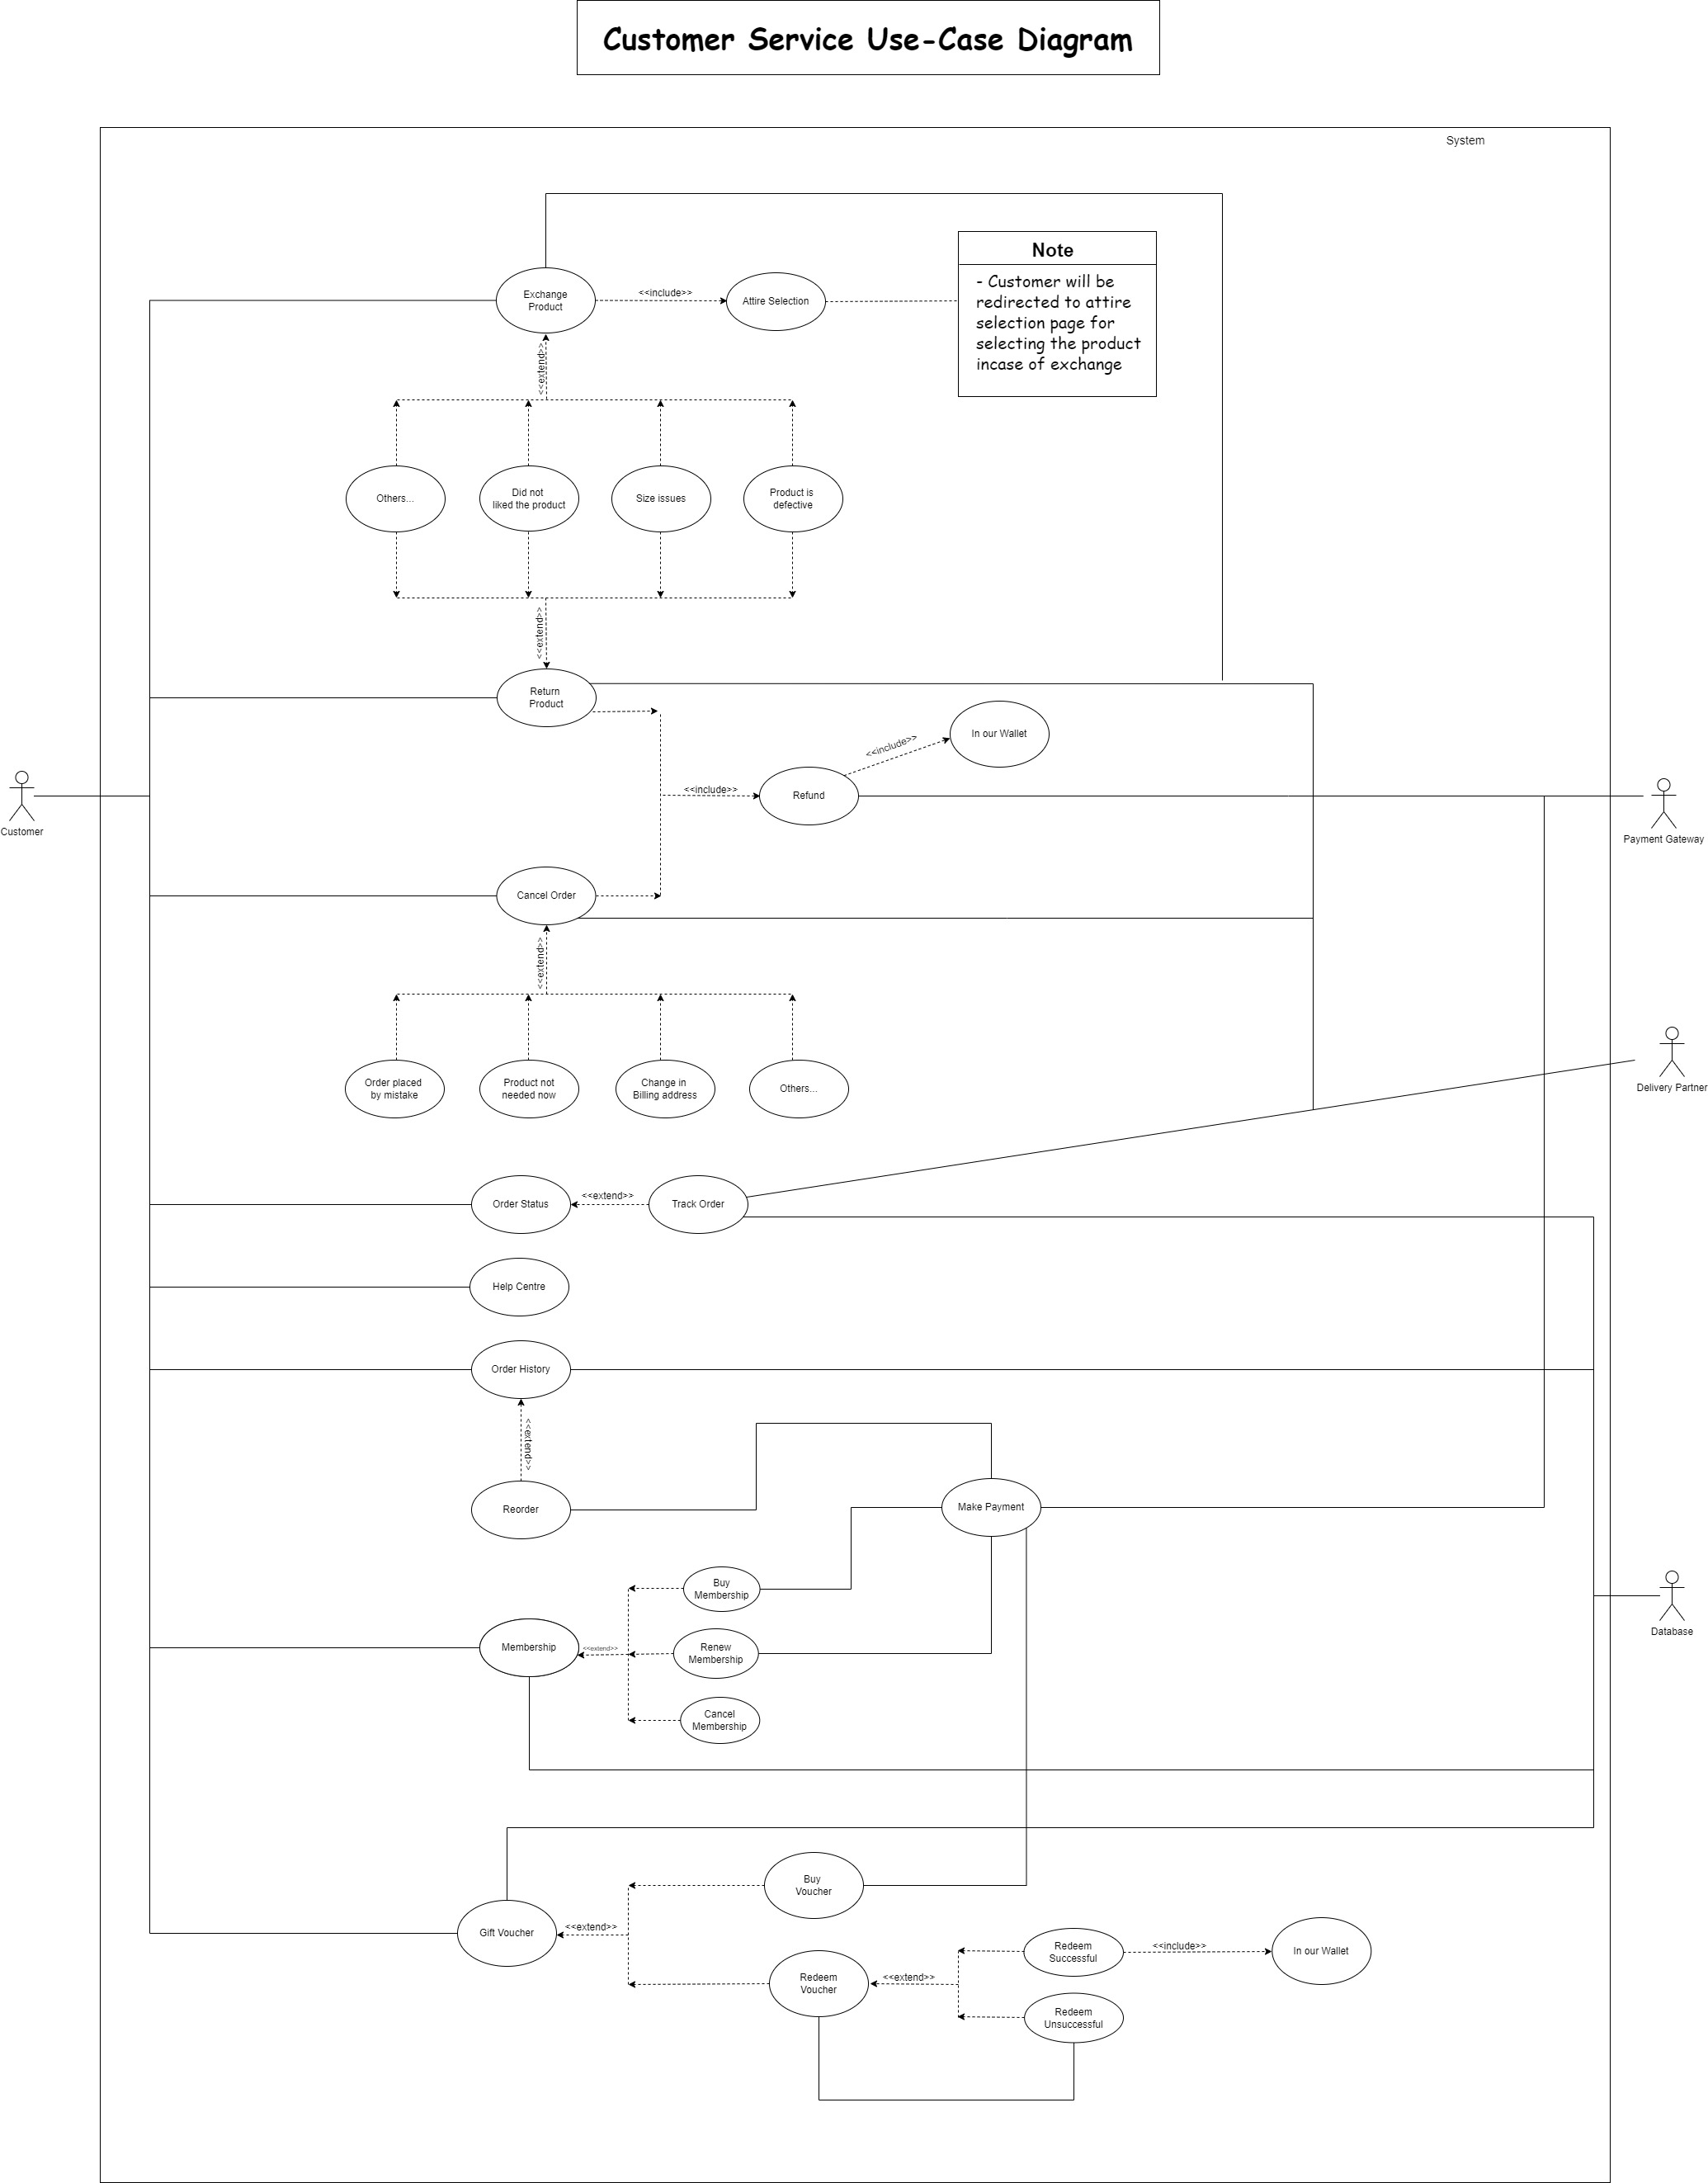 Customer Service Use-Case Diagram
System
Note
- Customer will be
redirected to attire
selection page for
selecting the product
incase of exchange
Exchange
Product
<<include>>
Attire Selection
<<extend>>
Others...
Did not
liked the product
Size issues
Product is
defective
<<extend>>
Return
Product
In our Wallet
<<include>>
<<include>>
Refund
Customer
Payment Gateway
Cancel Order
<<extend>>
Order placed
by mistake
Product not
needed now
Change in
Billing address
Others...
Delivery Partner
Order Status
<<extend>>
Track Order
Help Centre
Order History
<<extend>>
Reorder
Make Payment
Buy
Membership
Membership
<<extend>>
Renew
Membership
Cancel
Membership
Database
Buy
Voucher
Gift Voucher
<<extend>>
Redeem
Voucher
<<extend>>
Redeem
Successful
<<include>>
In our Wallet
Redeem
Unsuccessful